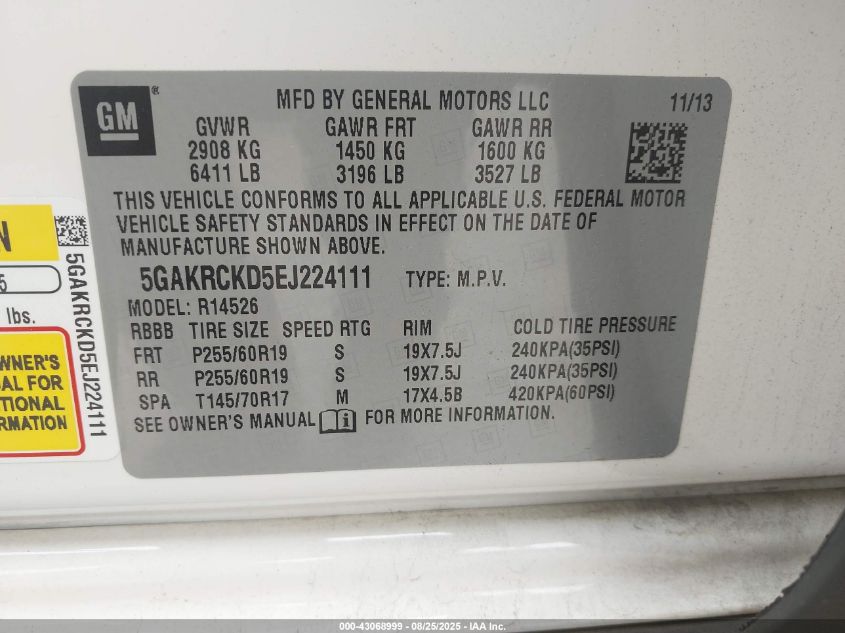 GM
®
MFD BY GENERAL MOTORS LLC
11/13
GVWR GAWR FRT GAWR RR
2908 KG 1450 KG 1600 KG
6411 LB 3196 LB 3527 LB
THIS VEHICLE CONFORMS TO ALL APPLICABLE U.S. FEDERAL MOTOR
VEHICLE SAFETY STANDARDS IN EFFECT ON THE DATE OF
MANUFACTURE SHOWN ABOVE.
5GAKRCKD5EJ224111 TYPE: M.P.V.
MODEL: R14526
RBBB TIRE SIZE SPEED RTG RIM COLD TIRE PRESSURE
FRT P255/60R19 S 19X7.5J 240KPA(35PSI)
RR P255/60R19 S 19X7.5J 240KPA(35PSI)
SPA T145/70R17 M 17X4.5B 420KPA(60PSI)
SEE OWNER'S MANUAL i FOR MORE INFORMATION.
N
5
lbs.
WNER'S
AL FOR
TIONAL
RMATION
5GAKRCKD5EJ224111
000-43068999 - 08/25/2025 - IAA Inc.